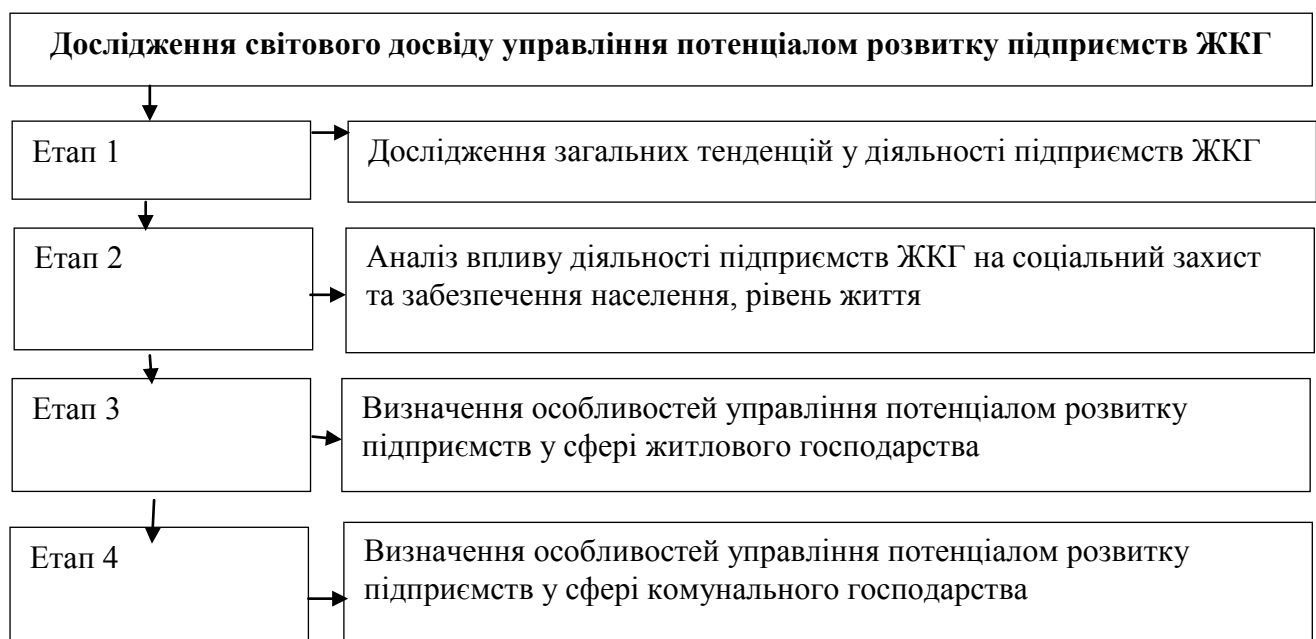 Дослідження світового досвіду управління потенціалом розвитку підприємств ЖКГ
Етап 1
Дослідження загальних тенденцій у діяльності підприємств ЖКГ
Етап 2
Аналіз впливу діяльності підприємств ЖКГ на соціальний захист
та забезпечення населення, рівень життя
Етап 3
Визначення особливостей управління потенціалом розвитку
підприємств у сфері житлового господарства
Етап 4
Визначення особливостей управління потенціалом розвитку
підприємств у сфері комунального господарства